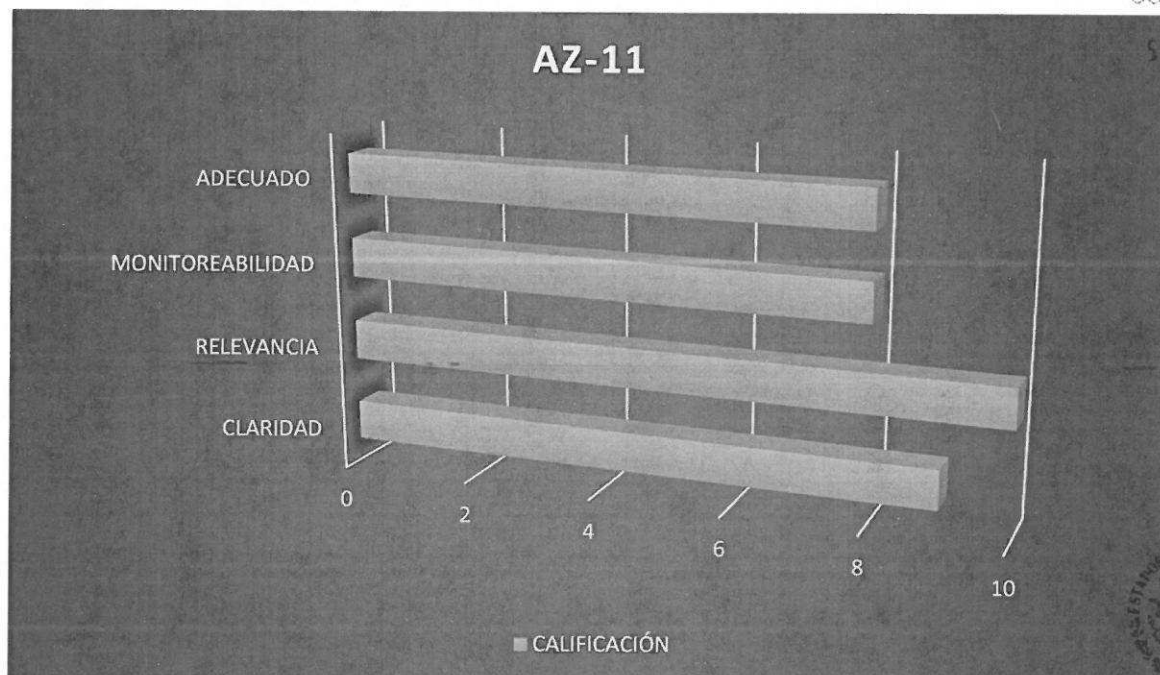 AZ-11
ADECUADO
MONITOREABILIDAD
RELEVANCIA
CLARIDAD
0
2
4
6
8
10
CALIFICACIÓN